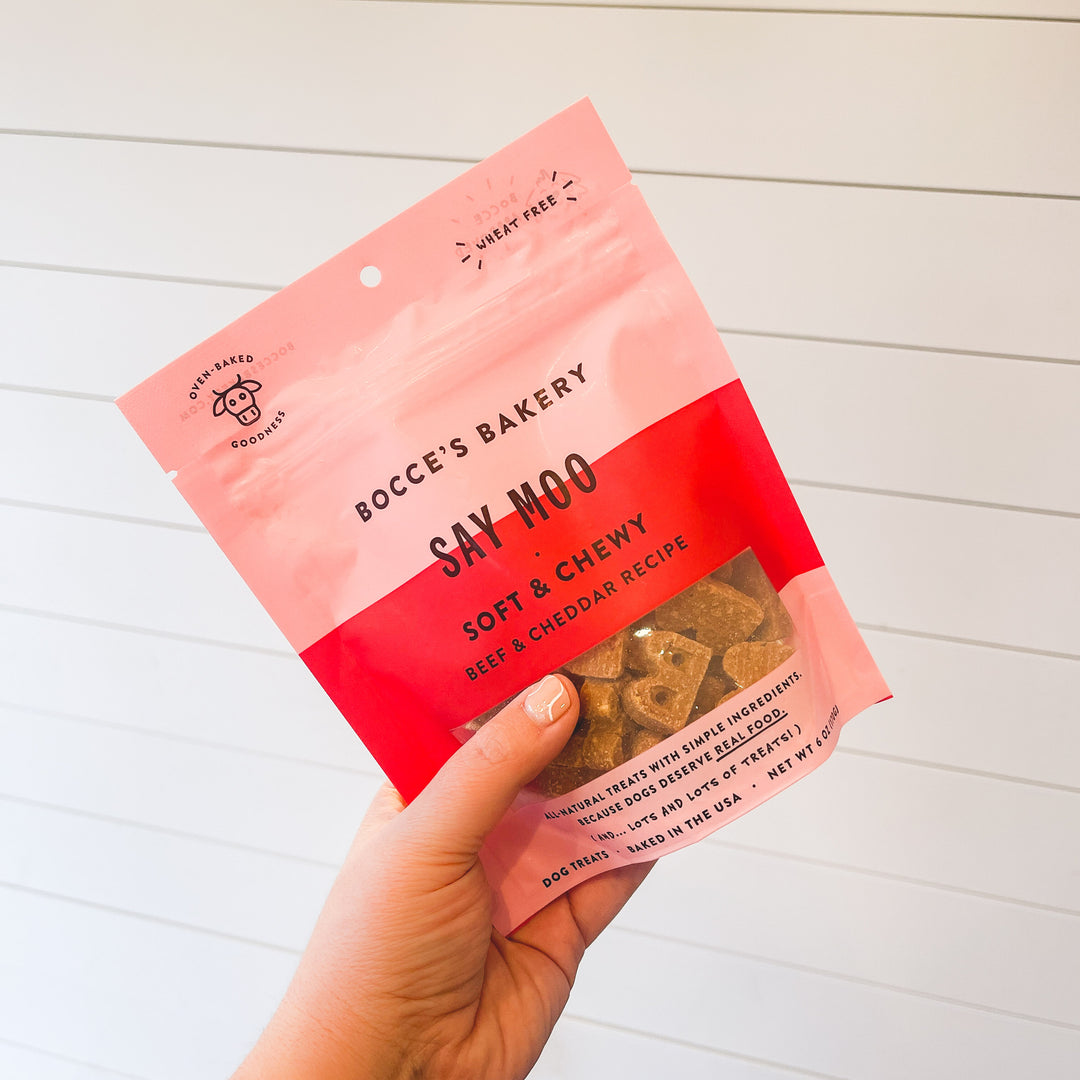 WHEAT FREE
OVEN-BAKED
GOODNESS
BOCCE'S BAKERY
SAY MOO
SOFT & CHEWY
BEEF & CHEDDAR RECIPE
ALL-NATURAL TREATS WITH SIMPLE INGREDIENTS.
BECAUSE DOGS DESERVE REAL FOOD.
(AND... LOTS AND LOTS OF TREATS!)
DOG TREATS · BAKED IN THE USA · NET WT 6 OZ (170G)